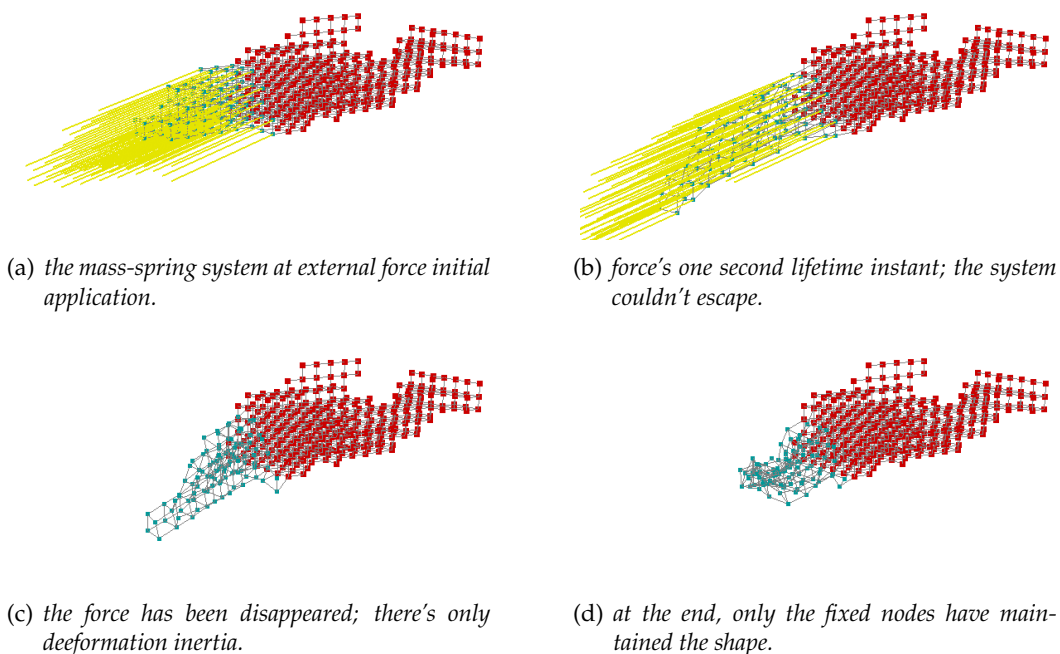 (a) the mass-spring system at external force initial
application.
(b) force's one second lifetime instant; the system
couldn't escape.
(c) the force has been disappeared; there's only
deeformation inertia.
(d) at the end, only the fixed nodes have main-
tained the shape.